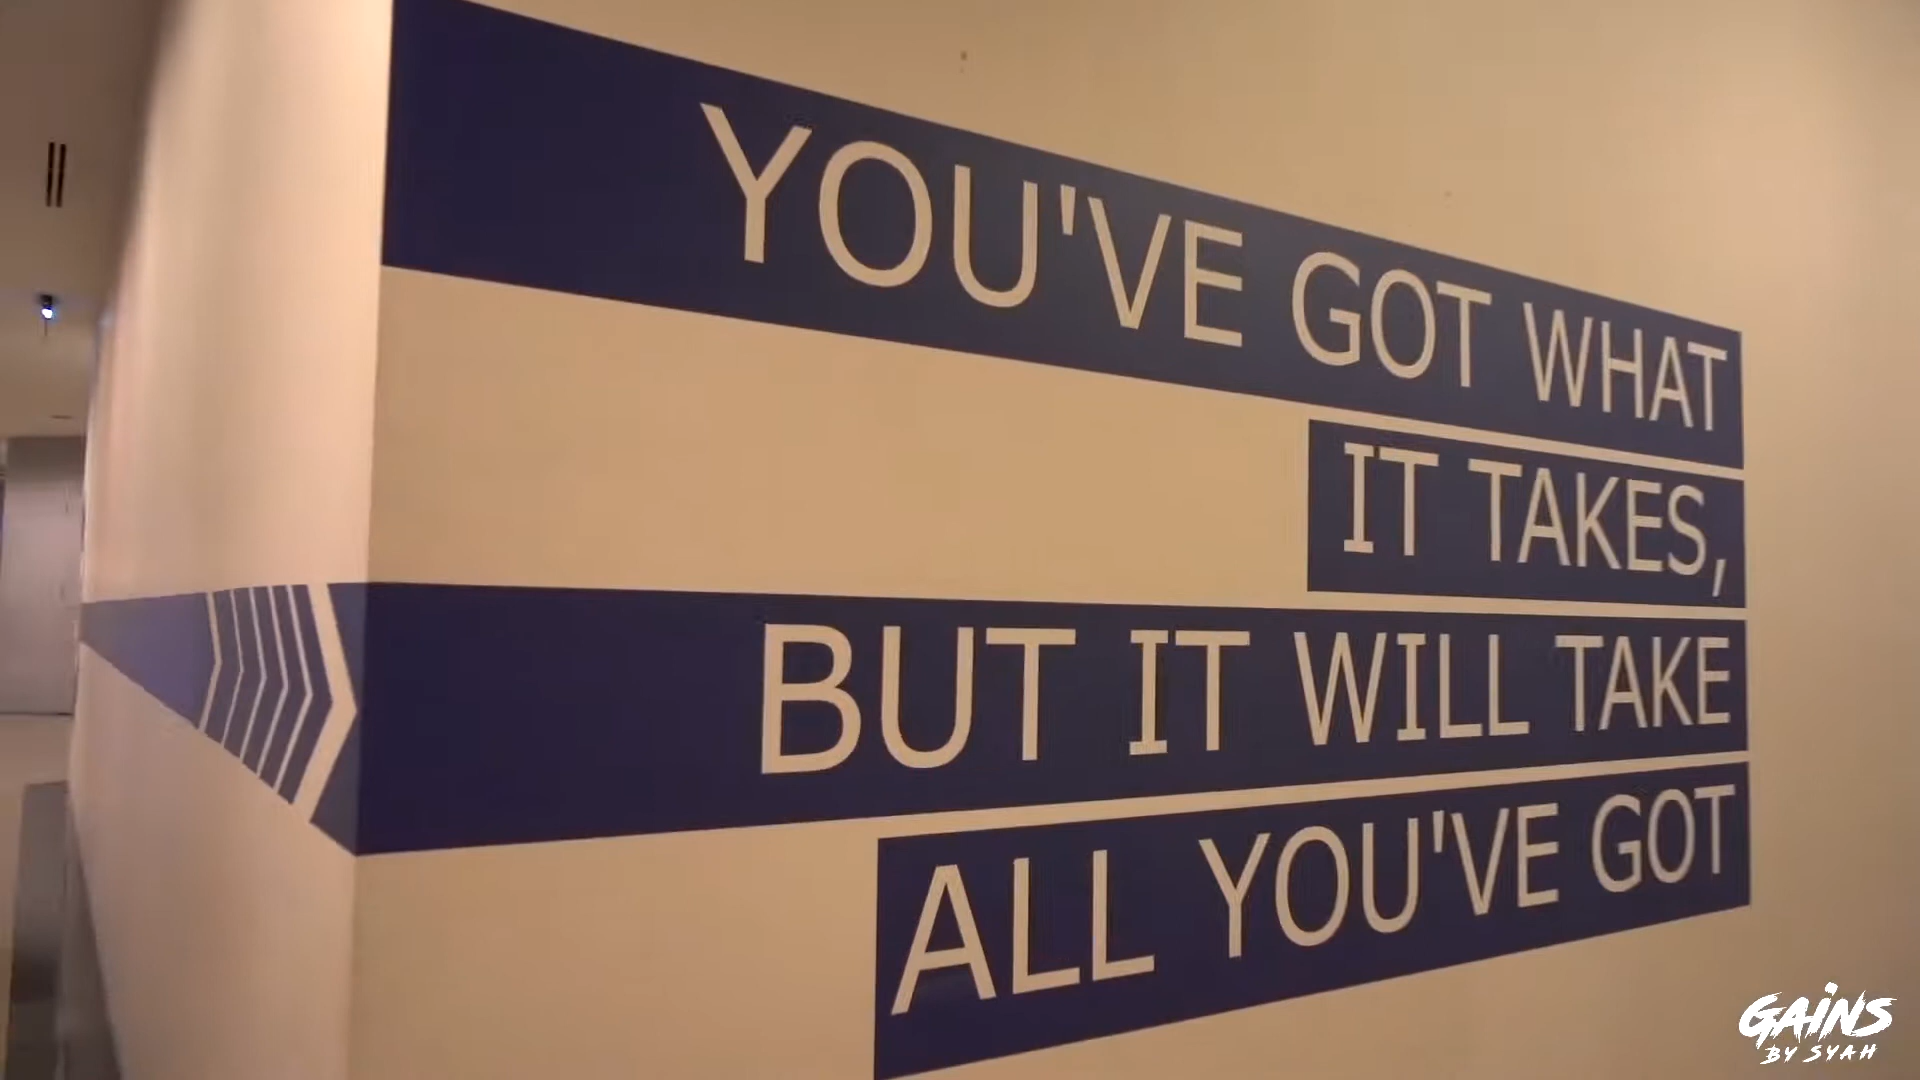 YOU'VE GOT WHAT
IT TAKES,
BUT IT WILL TAKE
ALL YOU'VE GOT
GAINS
BY SYAH